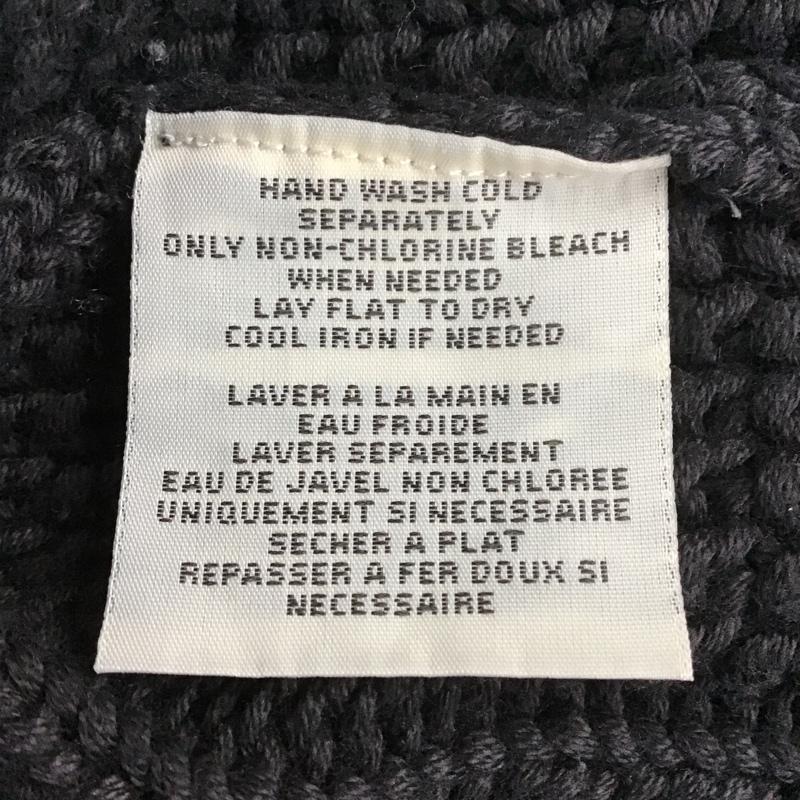 HAND WASH COLD
SEPARATELY
ONLY NON-CHLORINE BLEACH
WHEN NEEDED
LAY FLAT TO DRY
COOL IRON IF NEEDED
LAVER A LA MAIN EN
EAU FROIDE
LAVER SEPAREMENT
EAU DE JAVEL NON CHLOREE
UNIQUEMENT SI NECESSAIRE
SECHER A PLAT
REPASSER A FER DOUX SI
NECESSAIRE